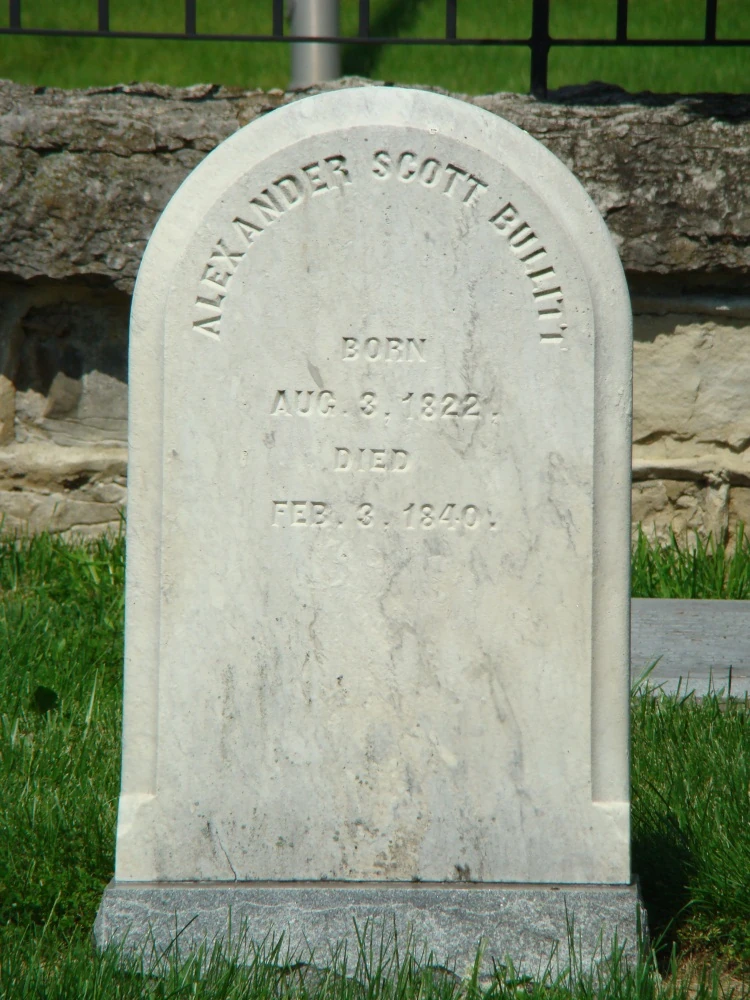 ALEXANDER SCOTT BULLITT
BORN
AUG. 3, 1822.
DIED
FEB. 3. 1840.